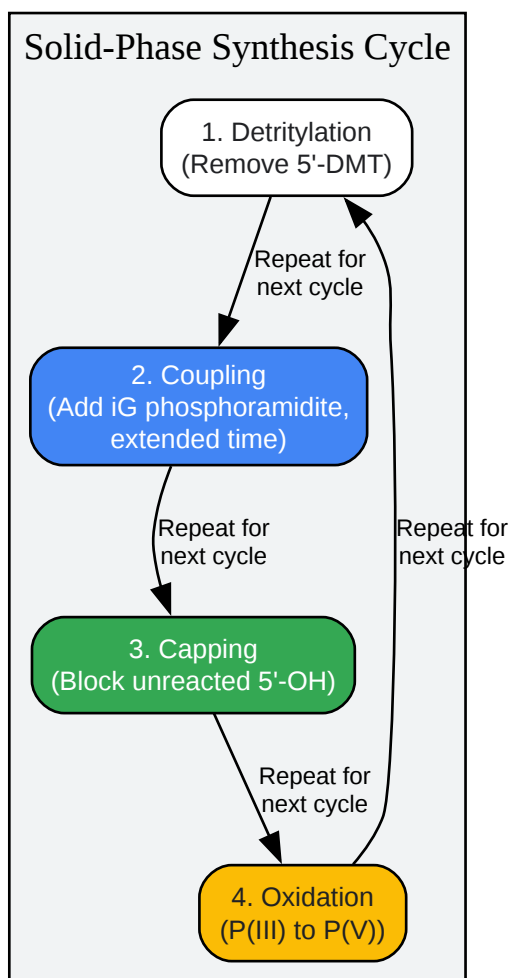 Solid-Phase Synthesis Cycle
1. Detritylation
(Remove 5'-DMT)
Repeat for
next cycle
2. Coupling
(Add iG phosphoramidite,
extended time)
Repeat for
next cycle
Repeat for
next cycle
3. Capping
(Block unreacted 5'-OH)
Repeat for
next cycle
4. Oxidation
(P(III) to P(V))